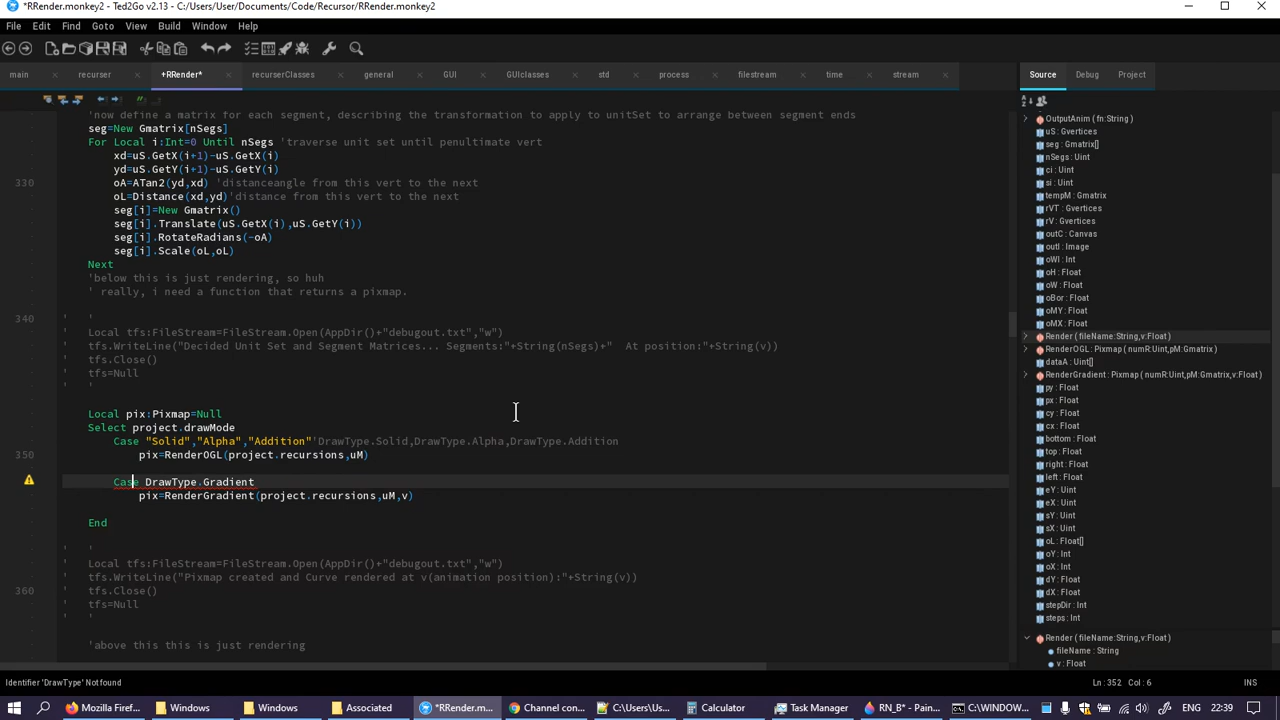 *RRender.monkey2 - Ted2Go v2.13 - C:/Users/User/Documents/Code/Recursor/RRender.monkey2
File Edit Find Goto View Build Window Help
main recurser +RRender* recurserClasses general GUI GUIclasses std process filestream time stream
Source Debug Project
'now define a matrix for each segment, describing the transformation to apply to unitSet to arrange between segment ends
seg=New Gmatrix[nSegs]
For Local i:Int=0 Until nSegs 'traverse unit set until penultimate vert
xd=uS.GetX(i+1)-uS.GetX(i)
yd=uS.GetY(i+1)-uS.GetY(i)
330 oA=ATan2(yd,xd) 'distanceangle from this vert to the next
oL=Distance(xd,yd)'distance from this vert to the next
seg[i]=New Gmatrix()
seg[i].Translate(uS.GetX(i),uS.GetY(i))
seg[i].RotateRadians(-oA)
seg[i].Scale(oL,oL)
Next
'below this is just rendering, so huh
' really, i need a function that returns a pixmap.
340 ' '
' Local tfs:FileStream=FileStream.Open(AppDir()+"debugout.txt","w")
' tfs.WriteLine("Decided Unit Set and Segment Matrices... Segments:"+String(nSegs)+"  At position:"+String(v))
' tfs.Close()
' tfs=Null
' '
Local pix:Pixmap=Null
Select project.drawMode
Case "Solid","Alpha","Addition"'DrawType.Solid,DrawType.Alpha,DrawType.Addition
350 pix=RenderOGL(project.recursions,uM)
Case DrawType.Gradient
pix=RenderGradient(project.recursions,uM,v)
End
' '
' Local tfs:FileStream=FileStream.Open(AppDir()+"debugout.txt","w")
' tfs.WriteLine("Pixmap created and Curve rendered at v(animation position):"+String(v))
360 ' tfs.Close()
' tfs=Null
' '
'above this this is just rendering
OutputAnim ( fn:String )
uS : Gvertices
seg : Gmatrix[]
nSegs : Uint
ci : Uint
si : Uint
tempM : Gmatrix
rVT : Gvertices
rV : Gvertices
outC : Canvas
outI : Image
oWI : Int
oH : Float
oW : Float
oBor : Float
oMY : Float
oMX : Float
Render ( fileName:String,v:Float )
RenderOGL : Pixmap ( numR:Uint,pM:Gmatrix )
dataA : Uint[]
RenderGradient : Pixmap ( numR:Uint,pM:Gmatrix,v:Float )
py : Float
px : Float
cy : Float
cx : Float
bottom : Float
top : Float
right : Float
left : Float
eY : Uint
eX : Uint
sY : Uint
sX : Uint
oL : Float[]
oY : Int
oX : Int
dY : Float
dX : Float
stepDir : Int
steps : Int
Render ( fileName:String,v:Float )
fileName : String
v : Float
Identifier 'DrawType' Not found Ln : 352 Col : 6 INS
Mozilla Firef... Windows Windows Associated *RRender.m... Channel con... C:\Users\Us... Calculator Task Manager RN_B* - Pain... C:\WINDOW... ENG 22:39